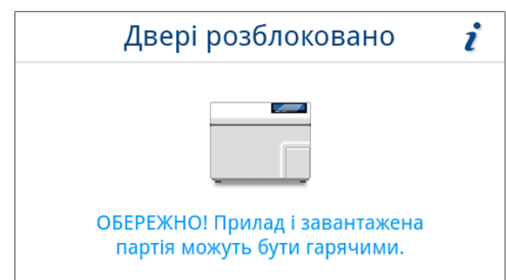 Двері розблоковано
i
ОБЕРЕЖНО! Прилад і завантажена
партія можуть бути гарячими.